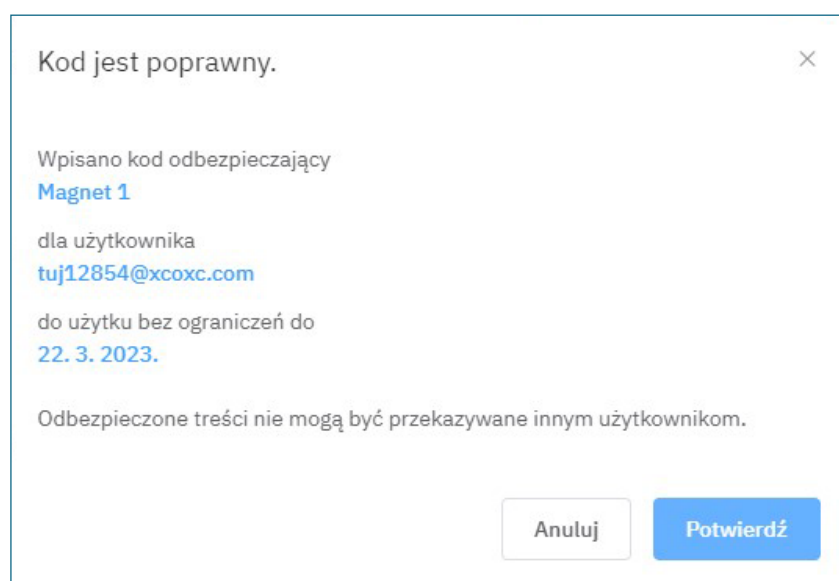 Kod jest poprawny.
Wpisano kod odbezpieczający
Magnet 1
dla użytkownika
tuj12854@xcoxc.com
do użytku bez ograniczeń do
22. 3. 2023.
Odbezpieczone treści nie mogą być przekazywane innym użytkownikom.
Anuluj
Potwierdź